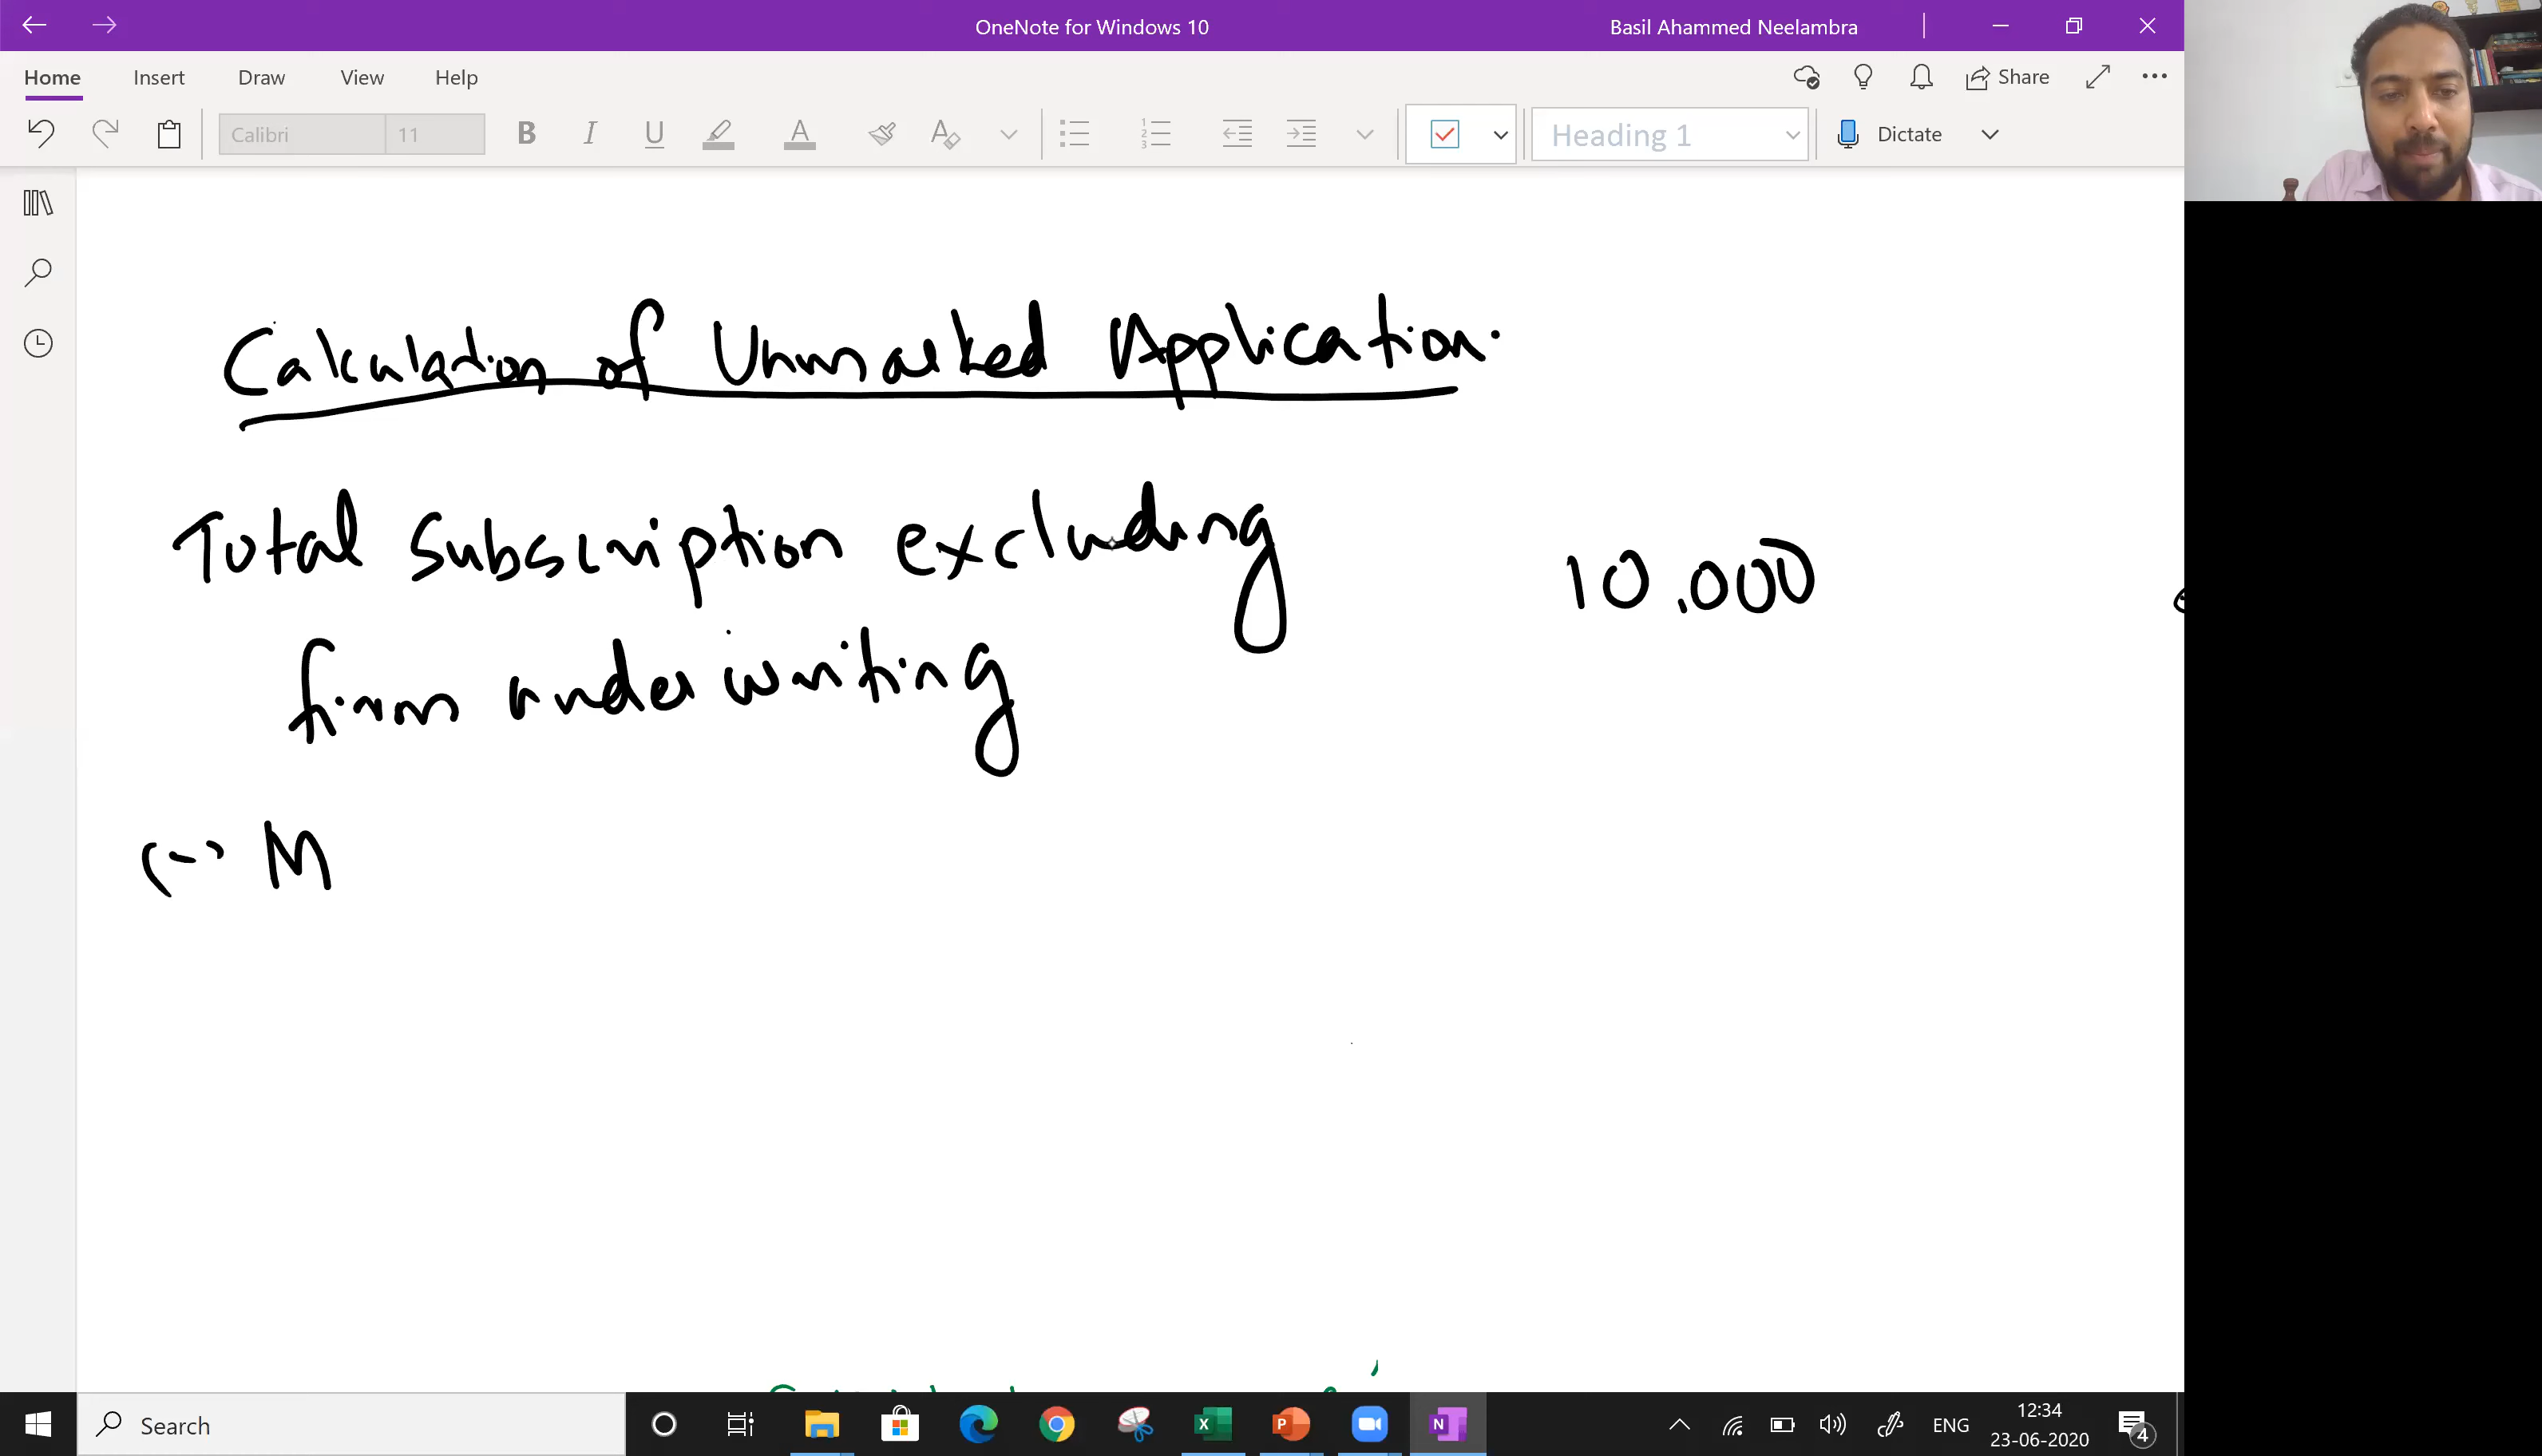 OneNote for Windows 10
Basil Ahammed Neelambra
Home Insert Draw View Help
Share
Calibri 11 B I U A A Heading 1 Dictate
Calculation of Unmarked Application.
Total Subscription excluding 10,000
firm underwriting
(-) M
Search
ENG
12:34
23-06-2020
4